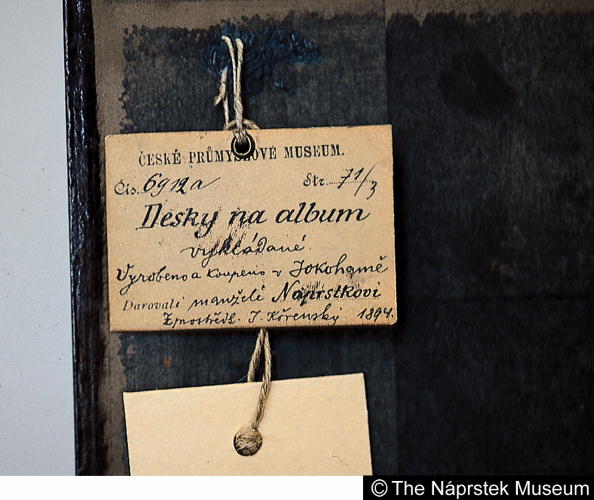 ČESKÉ PRŮMYSLOVÉ MUSEUM.
Čís. 6912a Str. 71/3
Desky na album
vykládané.
Vyrobeno a koupeno v Jokohamě
Darovali manželé Náprstkovi
Zprostředk. J. Kořenský 1894.
© The Náprstek Museum